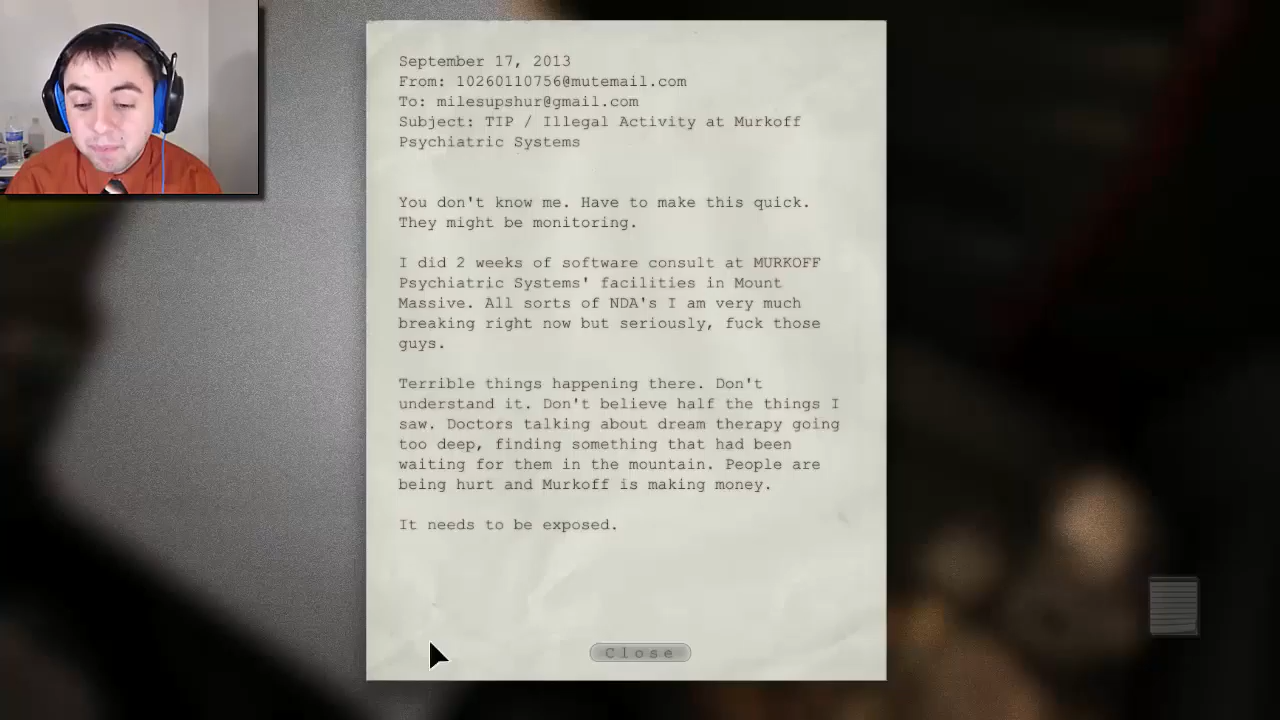 September 17, 2013
From: 10260110756@mutemail.com
To: milesupshur@gmail.com
Subject: TIP / Illegal Activity at Murkoff
Psychiatric Systems
You don't know me. Have to make this quick.
They might be monitoring.
I did 2 weeks of software consult at MURKOFF
Psychiatric Systems' facilities in Mount
Massive. All sorts of NDA's I am very much
breaking right now but seriously, fuck those
guys.
Terrible things happening there. Don't
understand it. Don't believe half the things I
saw. Doctors talking about dream therapy going
too deep, finding something that had been
waiting for them in the mountain. People are
being hurt and Murkoff is making money.
It needs to be exposed.
Close